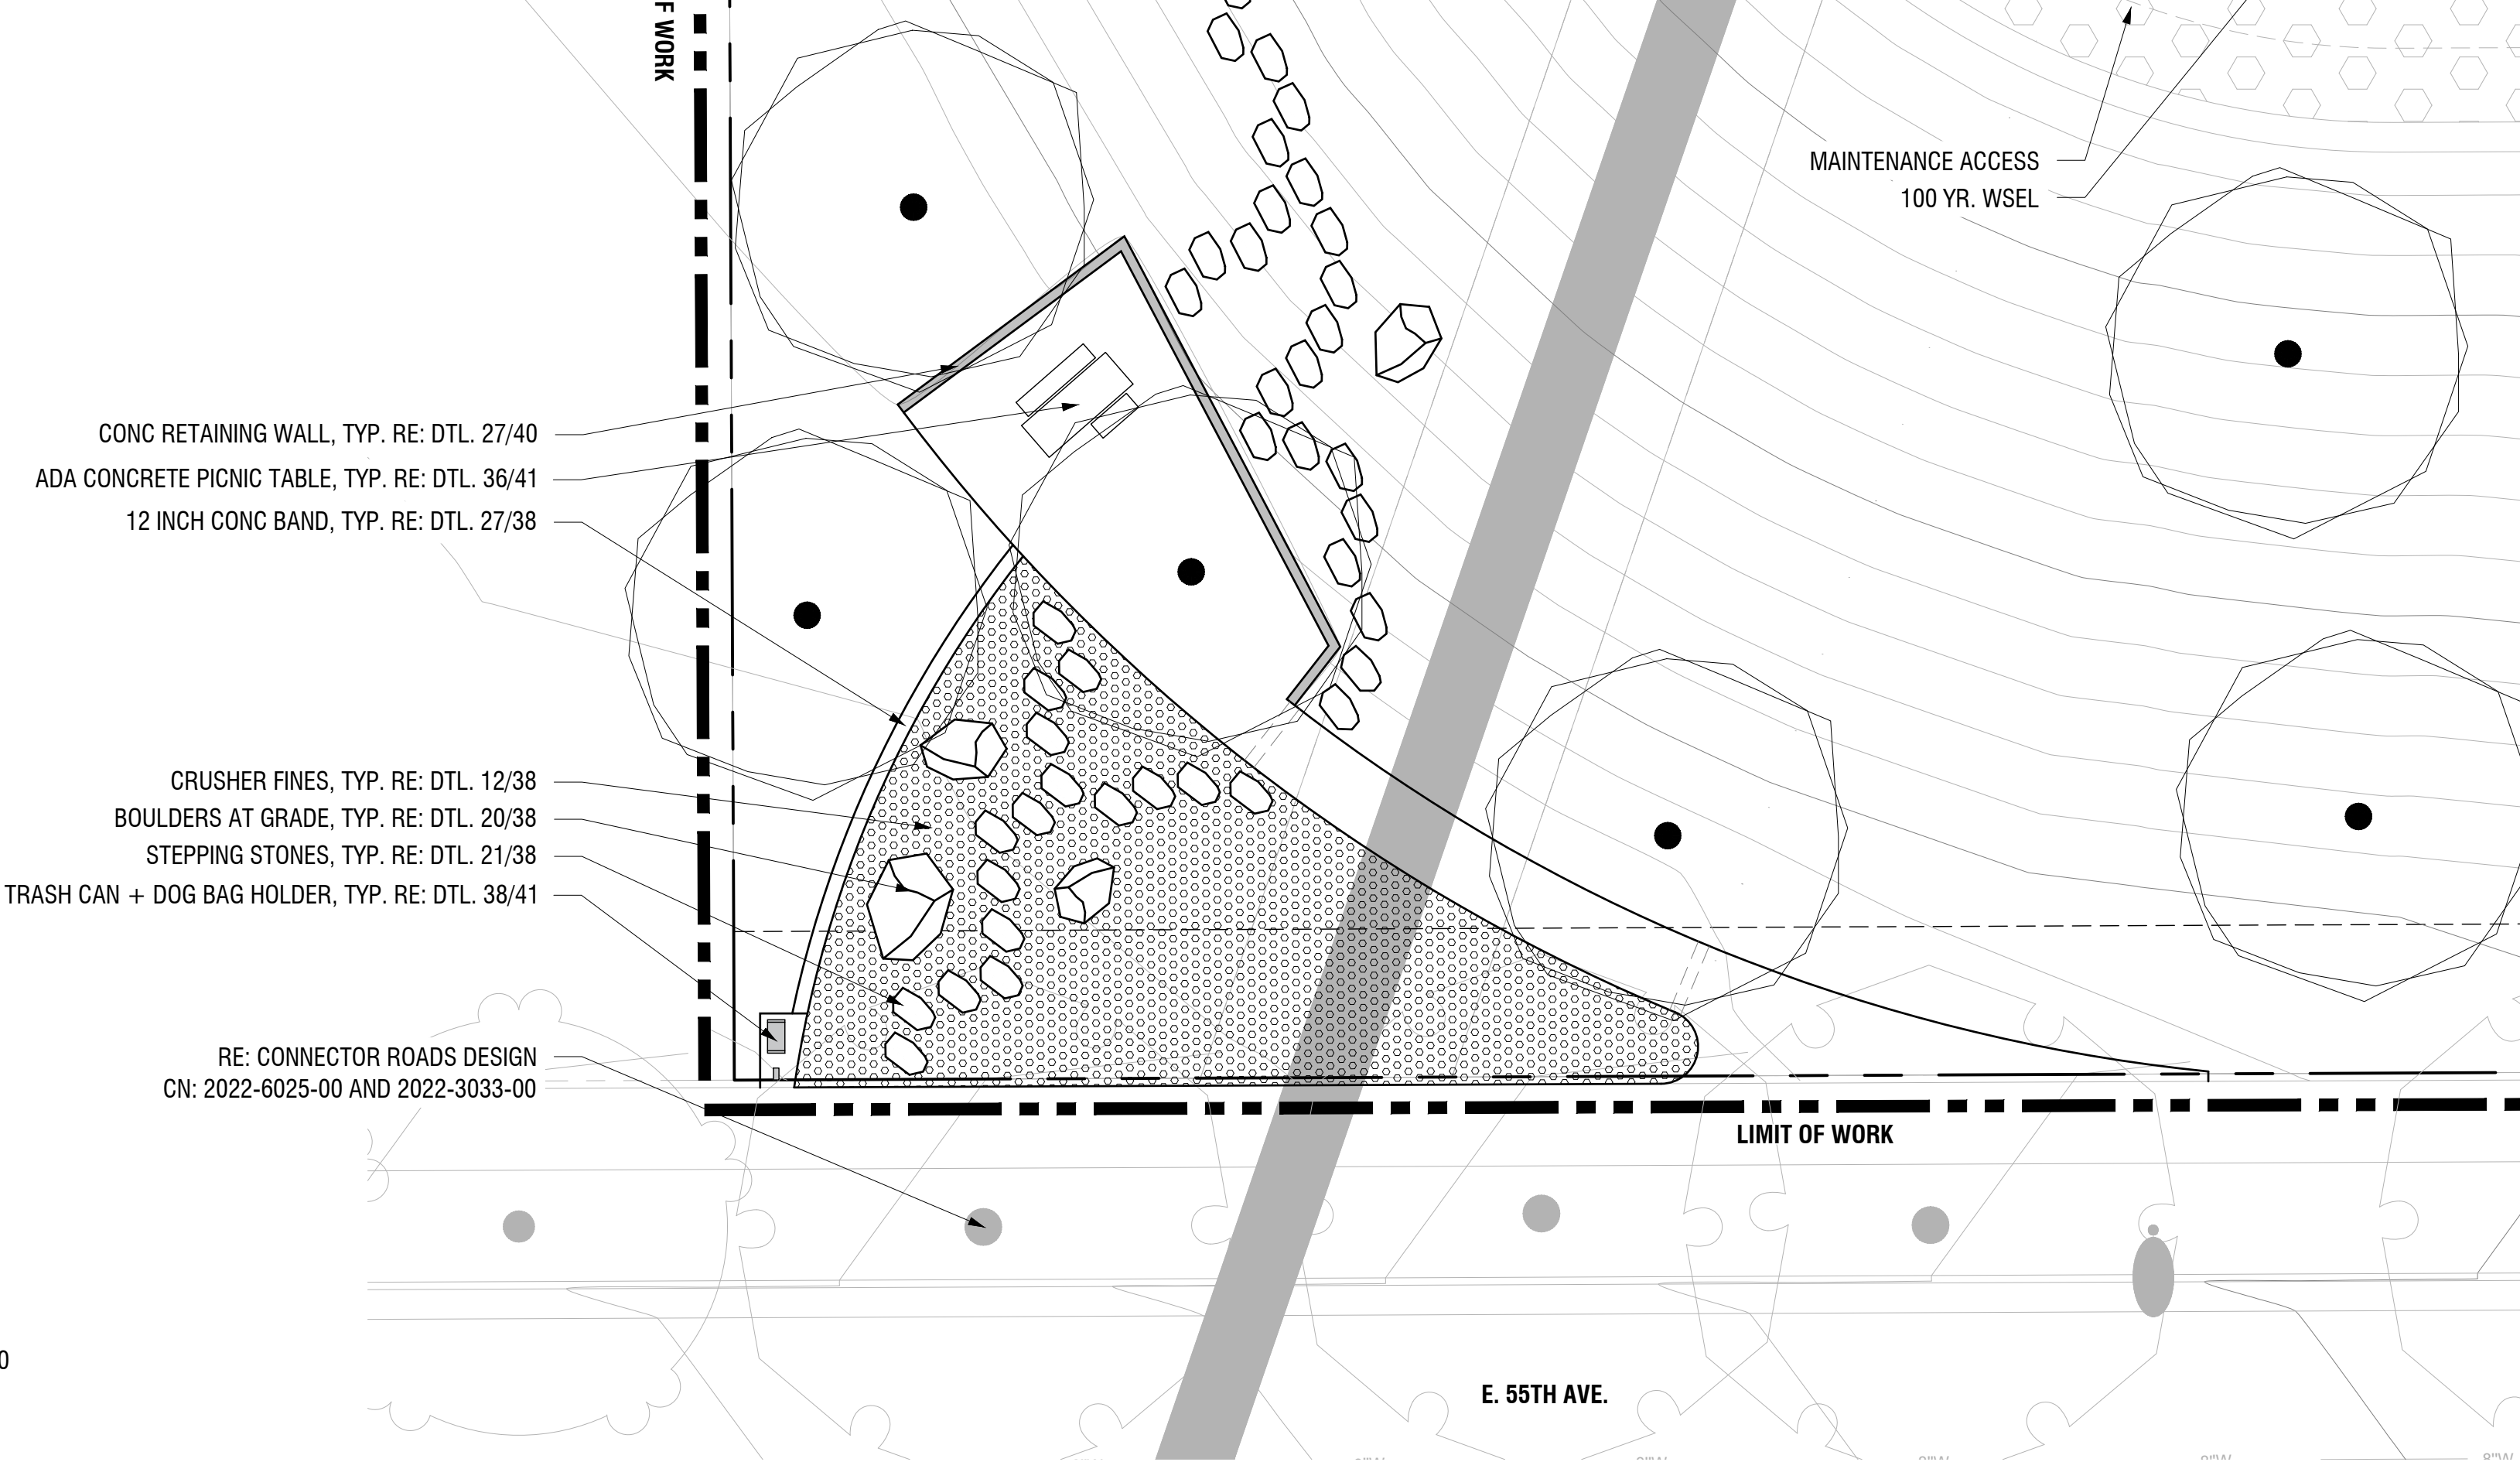 F WORK
MAINTENANCE ACCESS
100 YR. WSEL
CONC RETAINING WALL, TYP. RE: DTL. 27/40
ADA CONCRETE PICNIC TABLE, TYP. RE: DTL. 36/41
12 INCH CONC BAND, TYP. RE: DTL. 27/38
CRUSHER FINES, TYP. RE: DTL. 12/38
BOULDERS AT GRADE, TYP. RE: DTL. 20/38
STEPPING STONES, TYP. RE: DTL. 21/38
TRASH CAN + DOG BAG HOLDER, TYP. RE: DTL. 38/41
RE: CONNECTOR ROADS DESIGN
CN: 2022-6025-00 AND 2022-3033-00
LIMIT OF WORK
0
E. 55TH AVE.
8"W